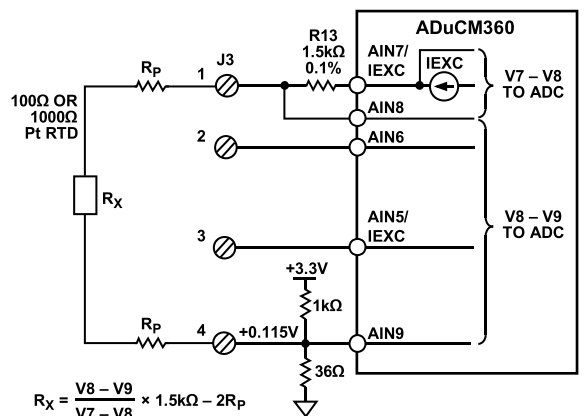 ADuCM360
R13
1.5kΩ
0.1%
AIN7/
IEXC
IEXC
V7 – V8
TO ADC
J3
RP
1
100Ω OR
1000Ω
Pt RTD
AIN8
2
AIN6
RX
AIN5/
IEXC
V8 – V9
TO ADC
3
+3.3V
1kΩ
RP
4
+0.115V
AIN9
36Ω
RX = V8 – V9 / V7 – V8 × 1.5kΩ – 2RP